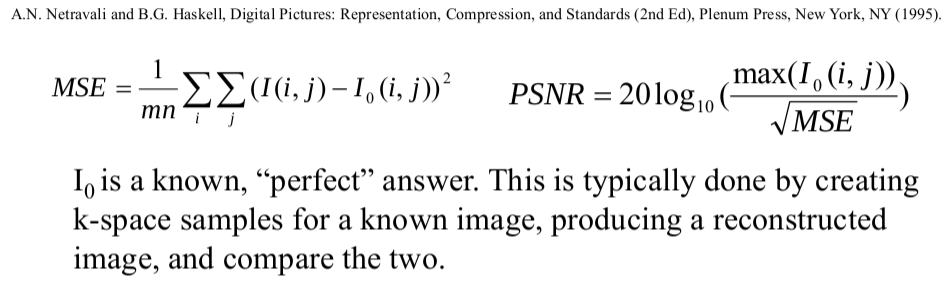 A.N. Netravali and B.G. Haskell, Digital Pictures: Representation, Compression, and Standards (2nd Ed), Plenum Press, New York, NY (1995).
MSE = \frac{1}{mn} \sum_{i} \sum_{j} (I(i, j) − I_0(i, j))^2
PSNR = 20 log_{10} (\frac{max(I_0(i, j))}{\sqrt{MSE}})
I_0 is a known, “perfect” answer. This is typically done by creating
k-space samples for a known image, producing a reconstructed
image, and compare the two.